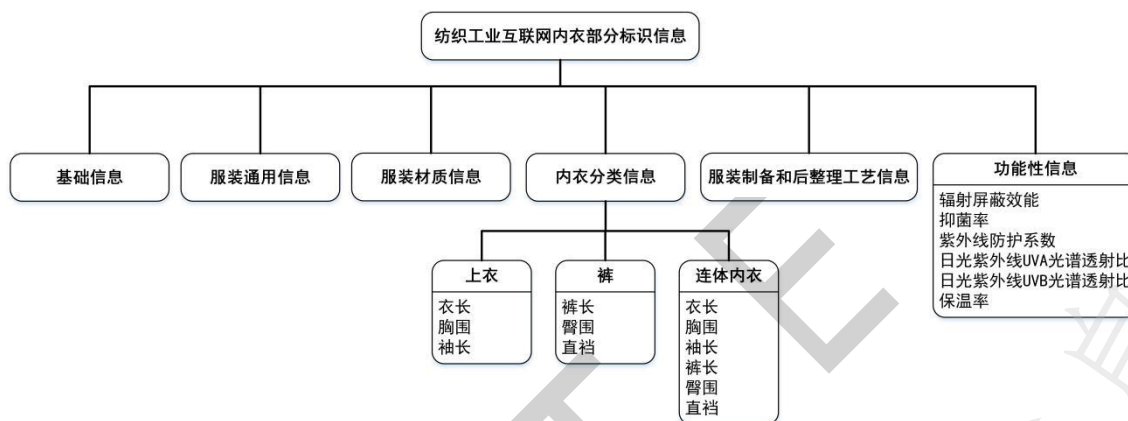 纺织工业互联网内衣部分标识信息
基础信息
服装通用信息
服装材质信息
内衣分类信息
服装制备和后整理工艺信息
功能性信息
辐射屏蔽效能
抑菌率
紫外线防护系数
日光紫外线UVA光谱透射比
日光紫外线UVB光谱透射比
保温率
上衣
衣长
胸围
袖长
裤
裤长
臀围
直裆
连体内衣
衣长
胸围
袖长
裤长
臀围
直裆